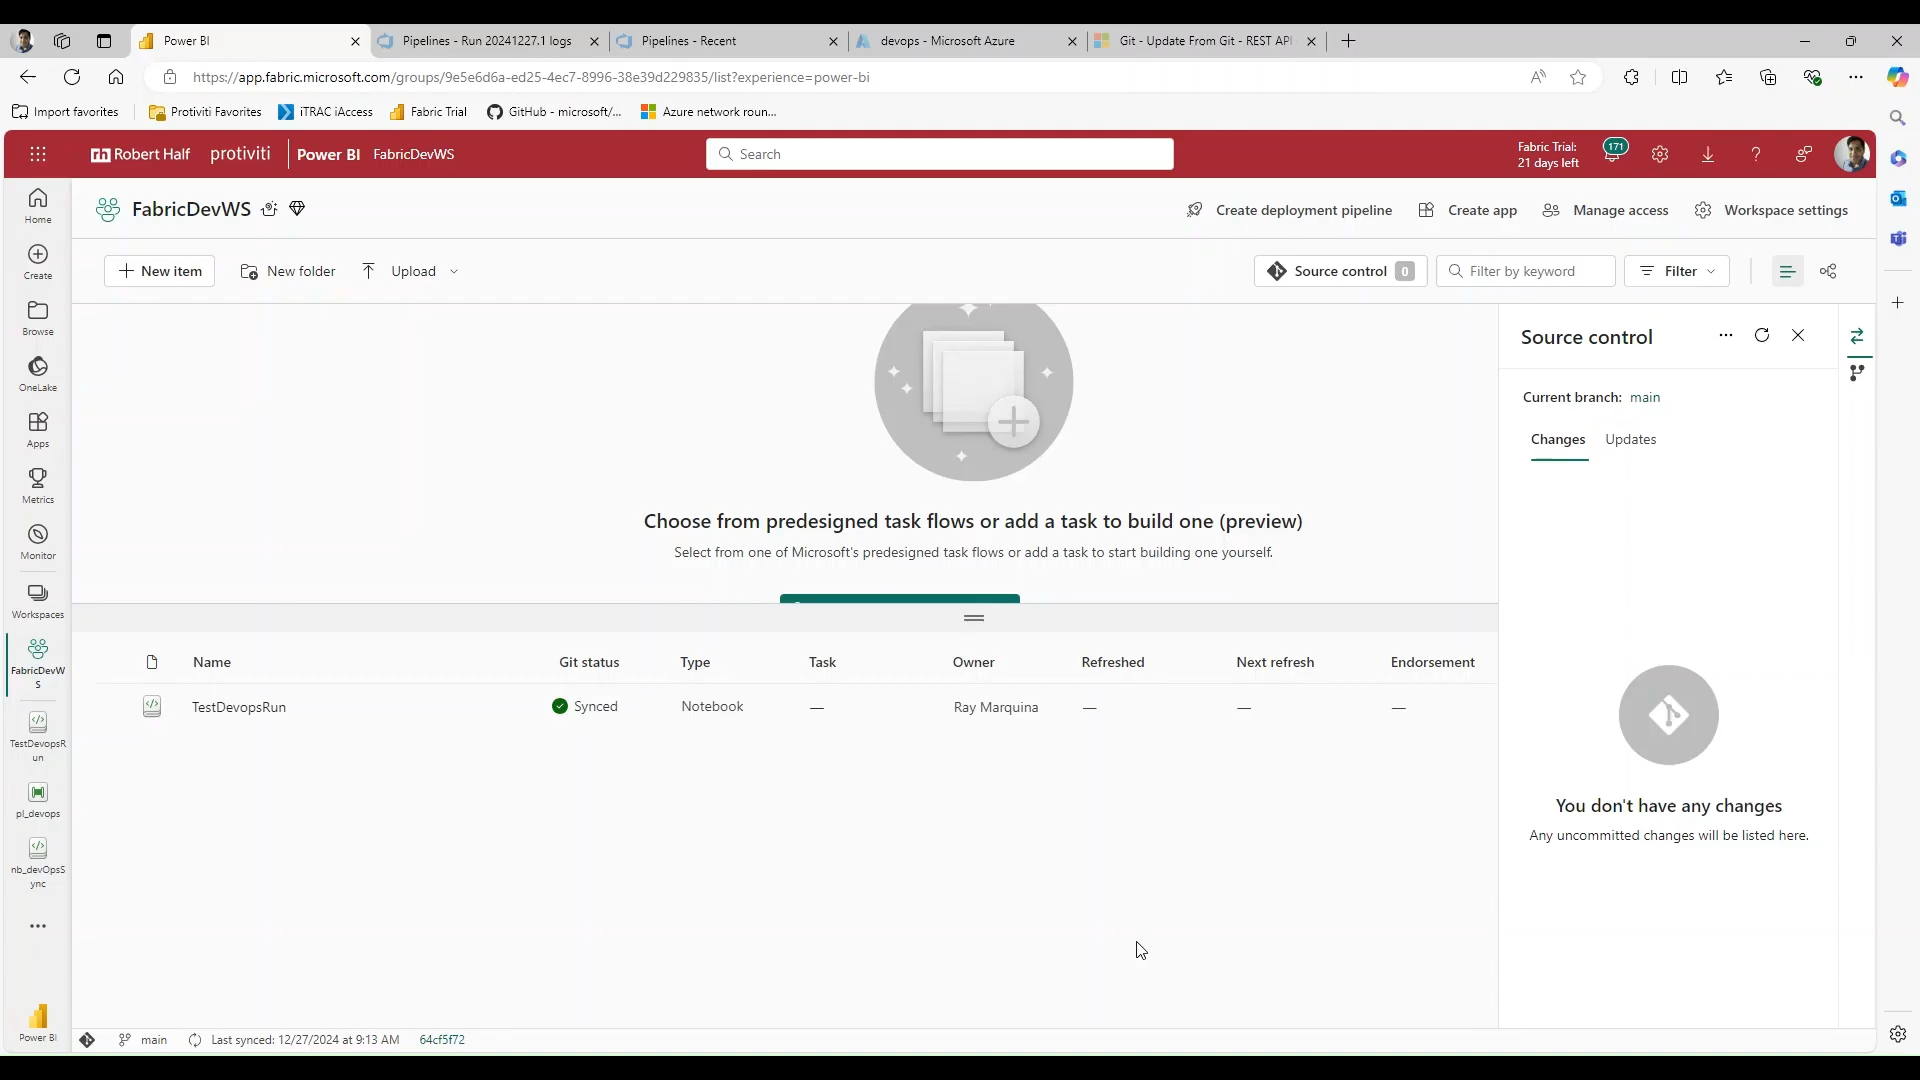 Power BI
Pipelines - Run 20241227.1 logs
Pipelines - Recent
devops - Microsoft Azure
Git - Update From Git - REST API
https://app.fabric.microsoft.com/groups/9e5e6d6a-ed25-4ec7-8996-38e39d229835/list?experience=power-bi
Import favorites
Protiviti Favorites
iTRAC iAccess
Fabric Trial
GitHub - microsoft/...
Azure network roun...
rh Robert Half
protiviti
Power BI
FabricDevWS
Search
Fabric Trial:
21 days left
171
Home
Create
Browse
OneLake
Apps
Metrics
Monitor
Workspaces
FabricDevW
S
TestDevopsR
un
pl_devops
nb_devOpsS
ync
Power BI
FabricDevWS
Create deployment pipeline
Create app
Manage access
Workspace settings
New item
New folder
Upload
Source control 0
Filter by keyword
Filter
Choose from predesigned task flows or add a task to build one (preview)
Select from one of Microsoft's predesigned task flows or add a task to start building one yourself.
Name Git status Type Task Owner Refreshed Next refresh Endorsement
TestDevopsRun Synced Notebook — Ray Marquina — — —
Source control
Current branch: main
Changes Updates
You don't have any changes
Any uncommitted changes will be listed here.
main Last synced: 12/27/2024 at 9:13 AM 64cf5f72